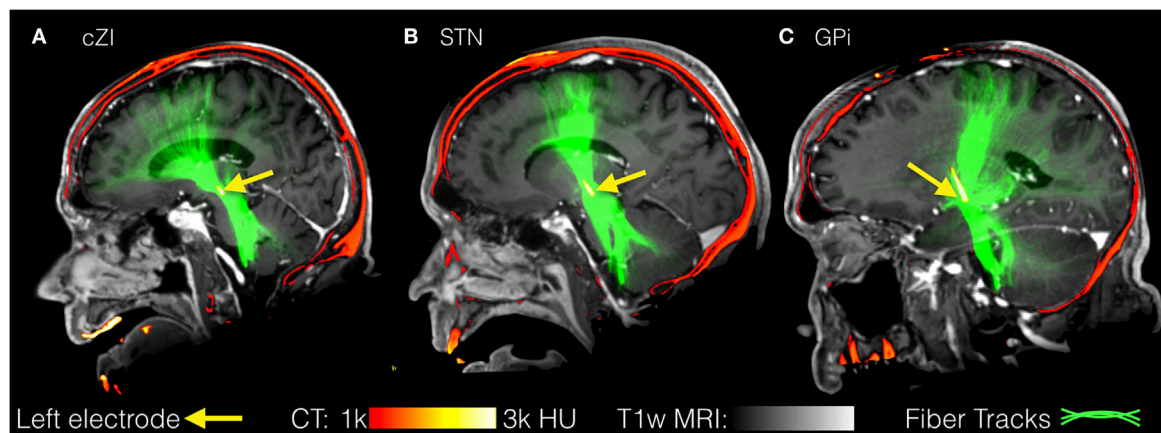 A cZI
B STN
C GPi
Left electrode CT: 1k 3k HU T1w MRI: Fiber Tracks